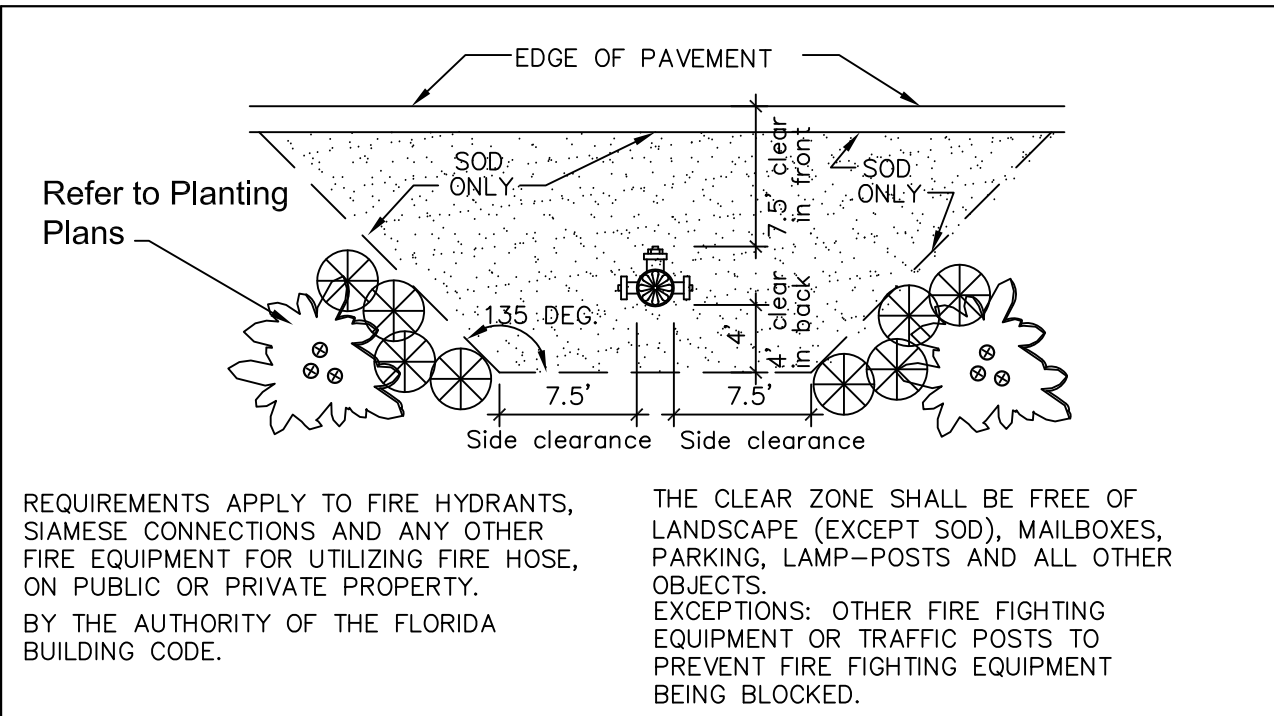 EDGE OF PAVEMENT
SOD
ONLY
7.5' clear
in front
SOD
ONLY
Refer to Planting
Plans
135 DEG.
4'
4' clear
in back
7.5'
7.5'
Side clearance
Side clearance
REQUIREMENTS APPLY TO FIRE HYDRANTS,
SIAMESE CONNECTIONS AND ANY OTHER
FIRE EQUIPMENT FOR UTILIZING FIRE HOSE,
ON PUBLIC OR PRIVATE PROPERTY.
BY THE AUTHORITY OF THE FLORIDA
BUILDING CODE.
THE CLEAR ZONE SHALL BE FREE OF
LANDSCAPE (EXCEPT SOD), MAILBOXES,
PARKING, LAMP-POSTS AND ALL OTHER
OBJECTS.
EXCEPTIONS: OTHER FIRE FIGHTING
EQUIPMENT OR TRAFFIC POSTS TO
PREVENT FIRE FIGHTING EQUIPMENT
BEING BLOCKED.